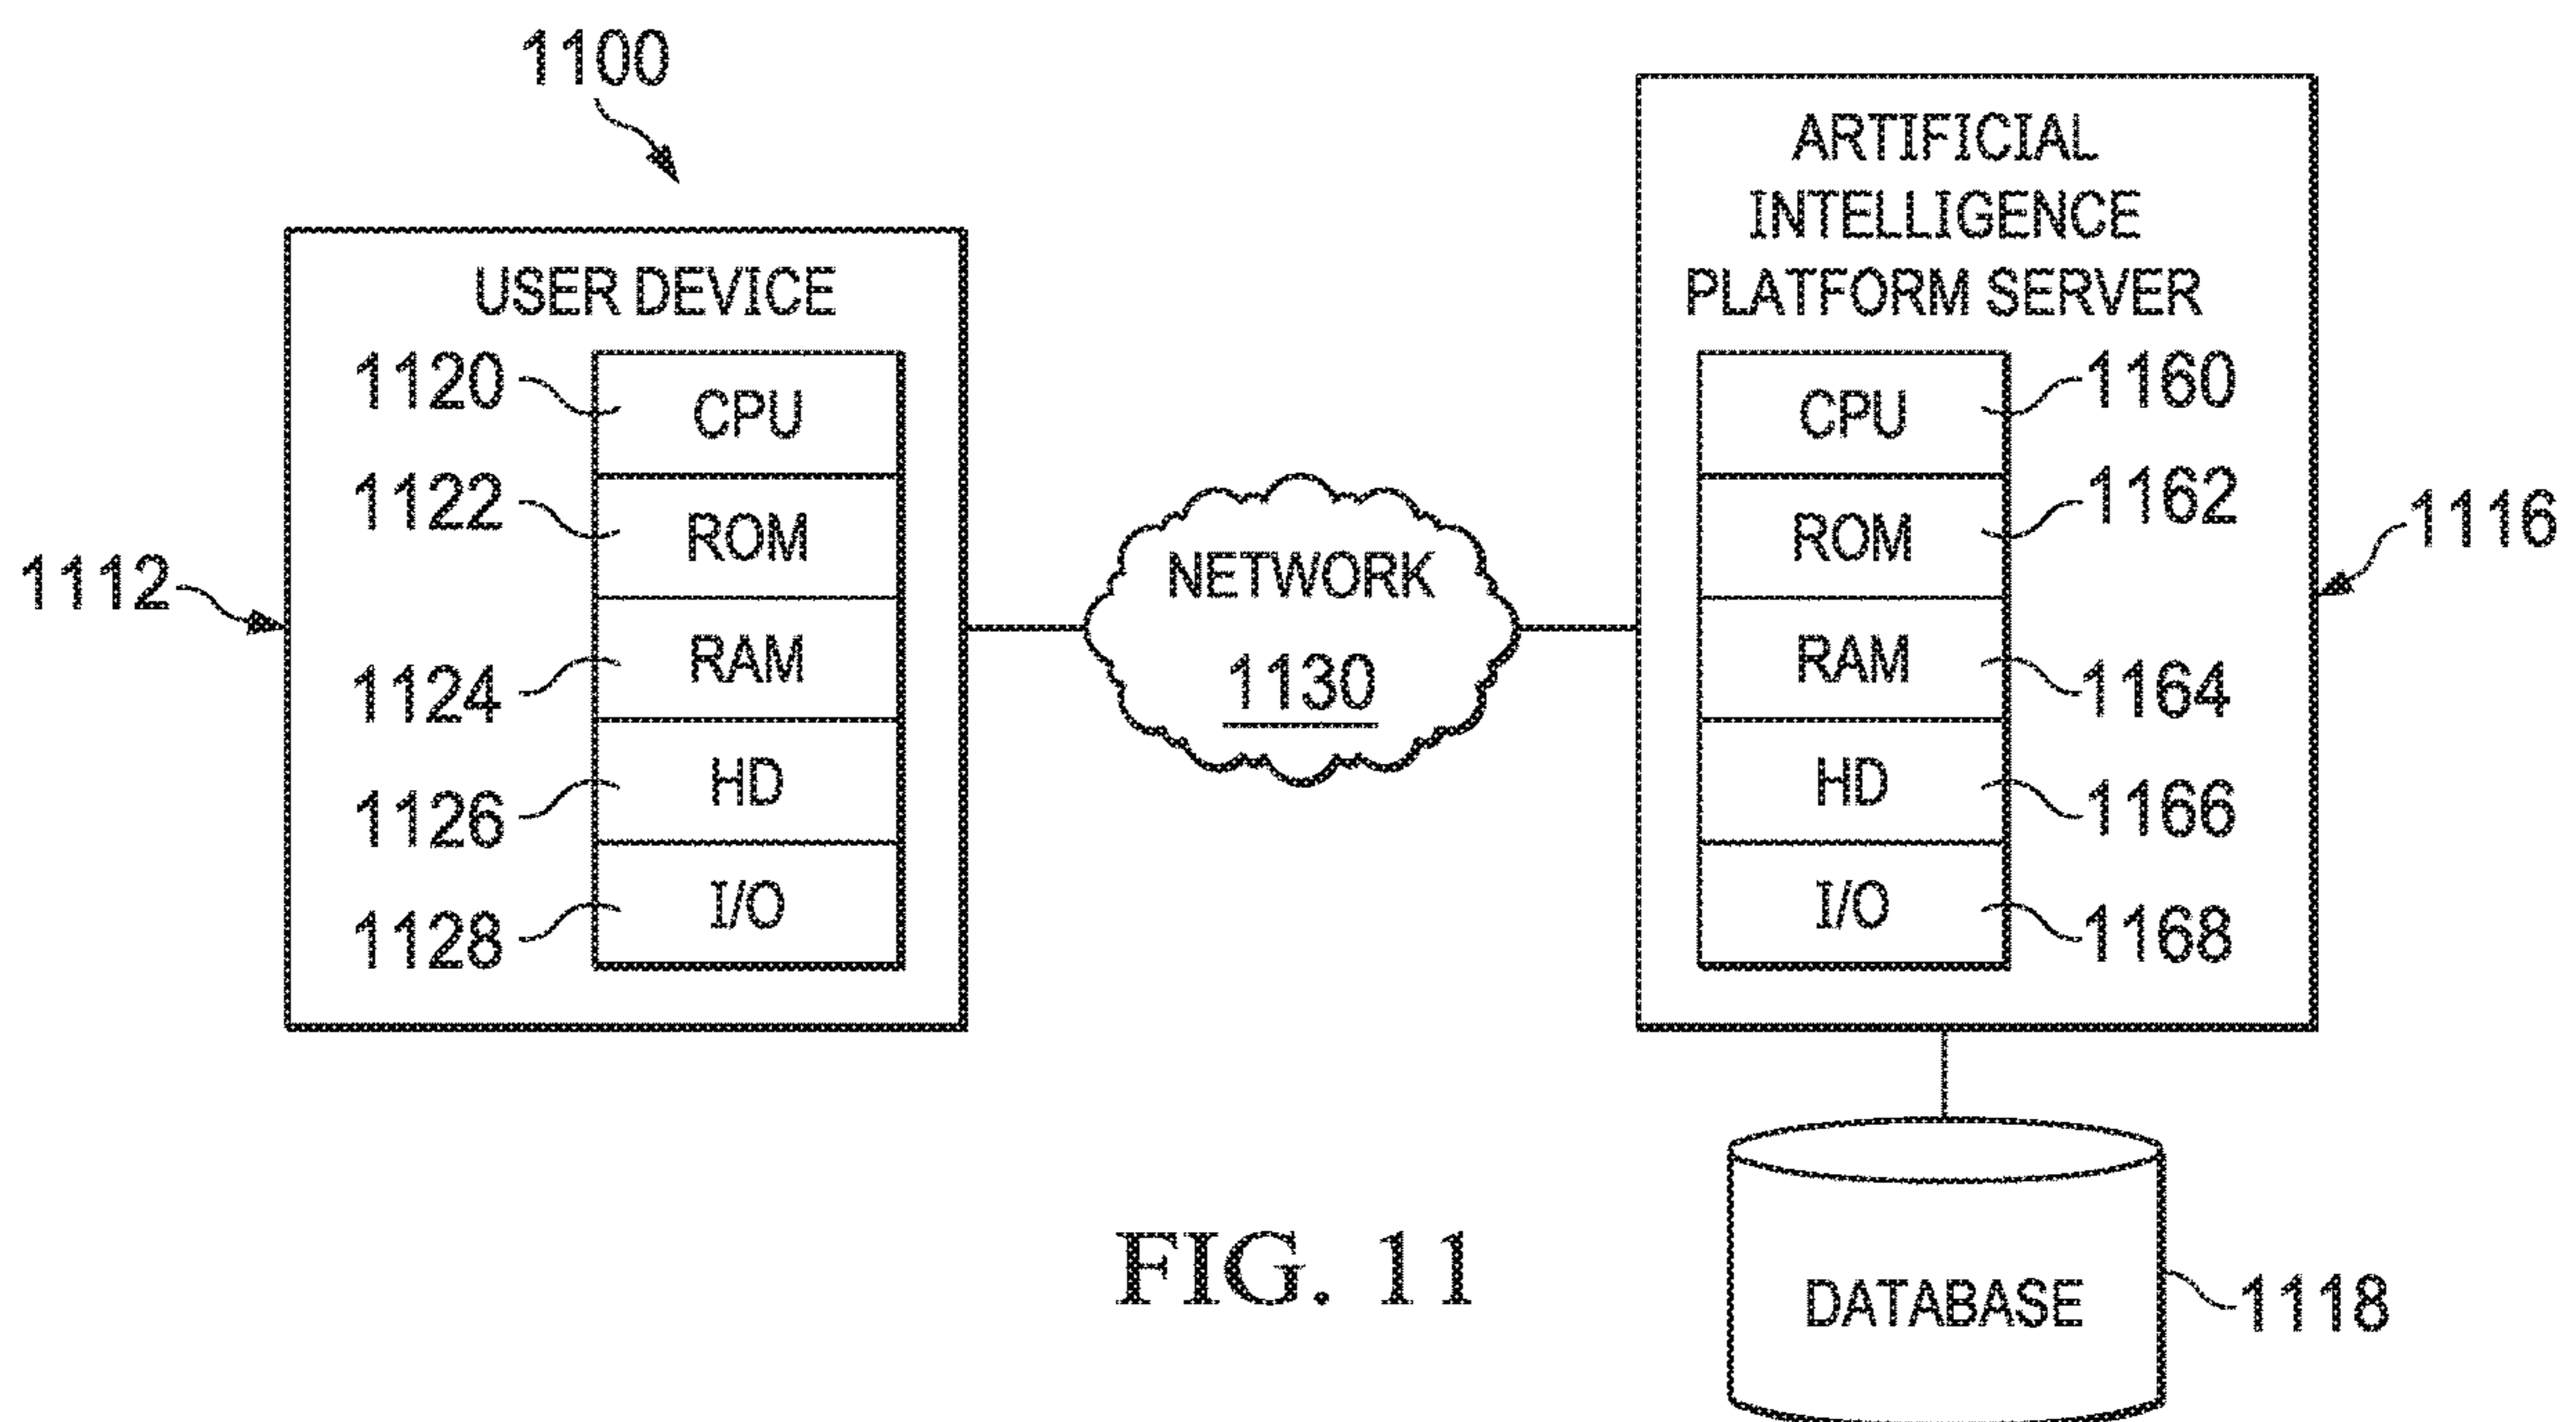 1100
USER DEVICE
1112
1120 CPU
1122 ROM
1124 RAM
1126 HD
1128 I/O
NETWORK
1130
ARTIFICIAL
INTELLIGENCE
PLATFORM SERVER
CPU 1160
ROM 1162
RAM 1164
HD 1166
I/O 1168
1116
DATABASE 1118
FIG. 11